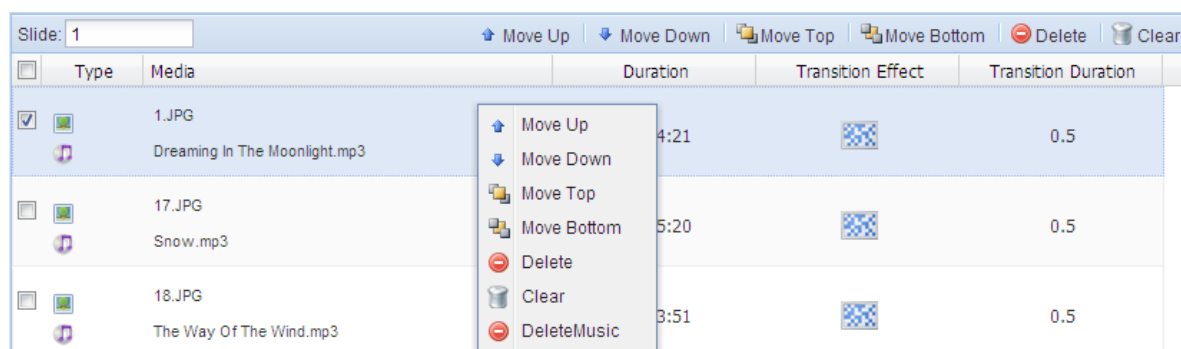 Slide: 1 Move Up Move Down Move Top Move Bottom Delete Clear
Type Media Duration Transition Effect Transition Duration
1.JPG
Dreaming In The Moonlight.mp3
4:21 0.5
17.JPG
Snow.mp3
5:20 0.5
18.JPG
The Way Of The Wind.mp3
3:51 0.5
Move Up
Move Down
Move Top
Move Bottom
Delete
Clear
DeleteMusic